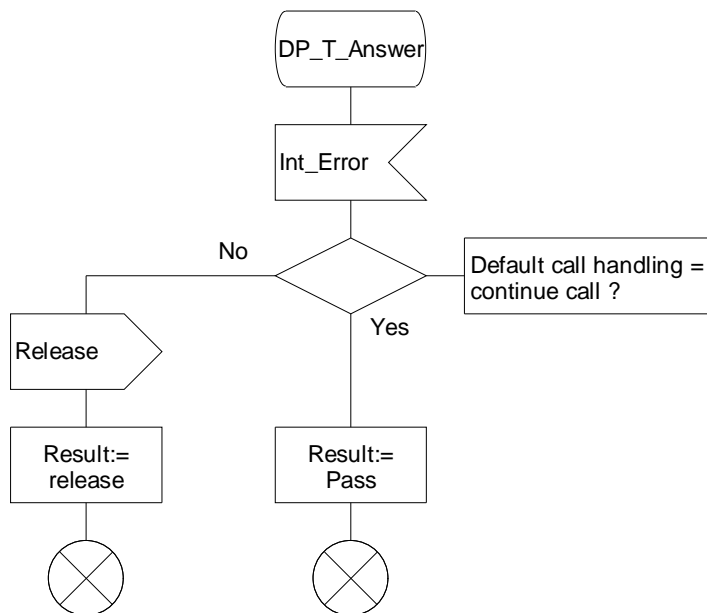 DP_T_Answer
Int_Error
No
Default call handling =
continue call ?
Yes
Release
Result:=
release
Result:=
Pass